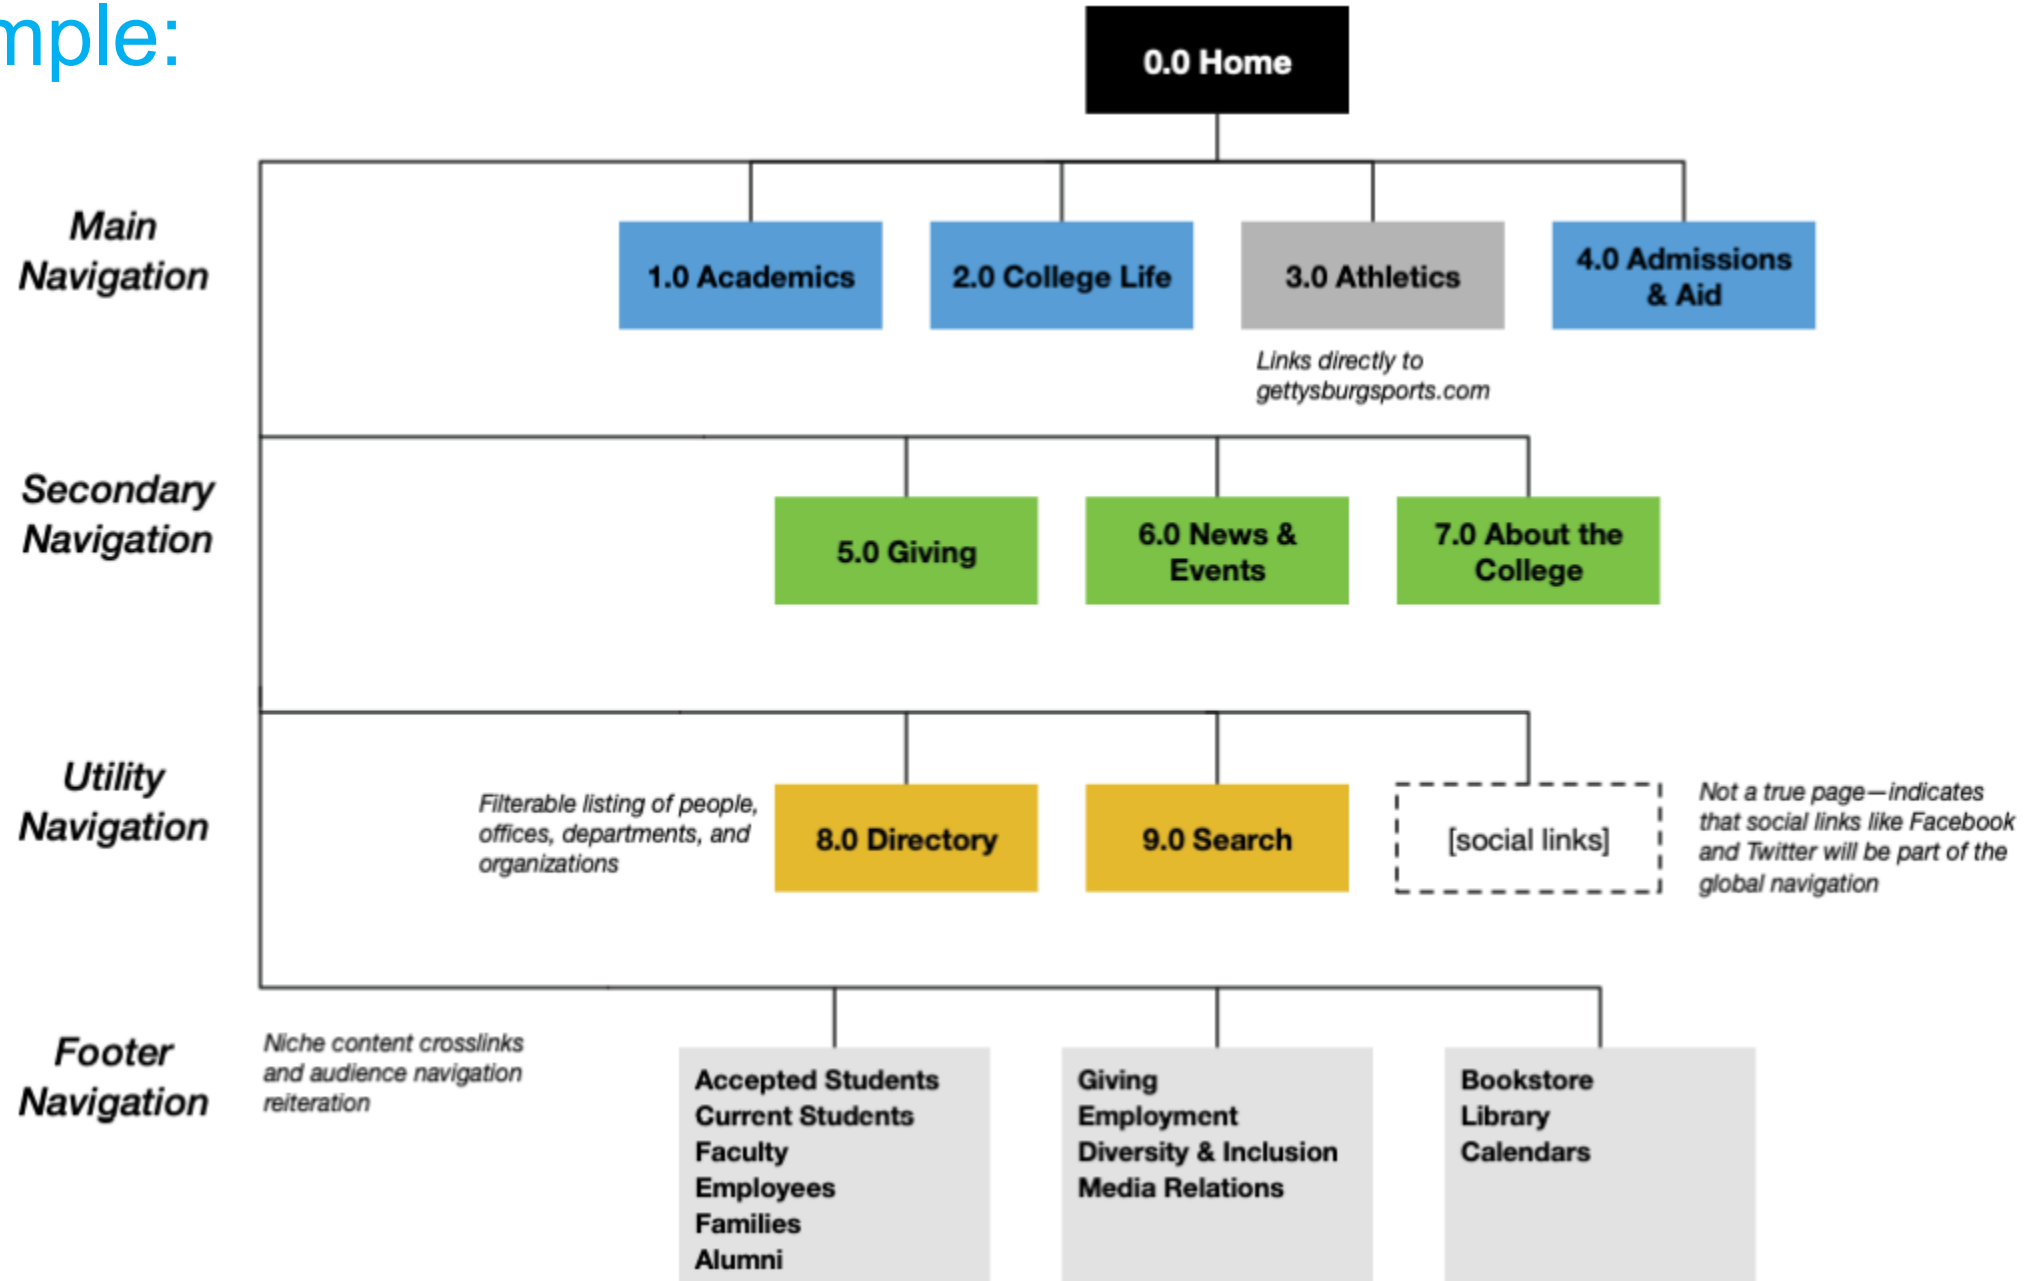 mple:
0.0 Home
Main
Navigation
1.0 Academics
2.0 College Life
3.0 Athletics
4.0 Admissions
& Aid
Links directly to
gettysburgsports.com
Secondary
Navigation
5.0 Giving
6.0 News &
Events
7.0 About the
College
Utility
Navigation
Filterable listing of people,
offices, departments, and
organizations
8.0 Directory
9.0 Search
[social links]
Not a true page—indicates
that social links like Facebook
and Twitter will be part of the
global navigation
Footer
Navigation
Niche content crosslinks
and audience navigation
reiteration
Accepted Students
Current Students
Faculty
Employees
Families
Alumni
Giving
Employment
Diversity & Inclusion
Media Relations
Bookstore
Library
Calendars